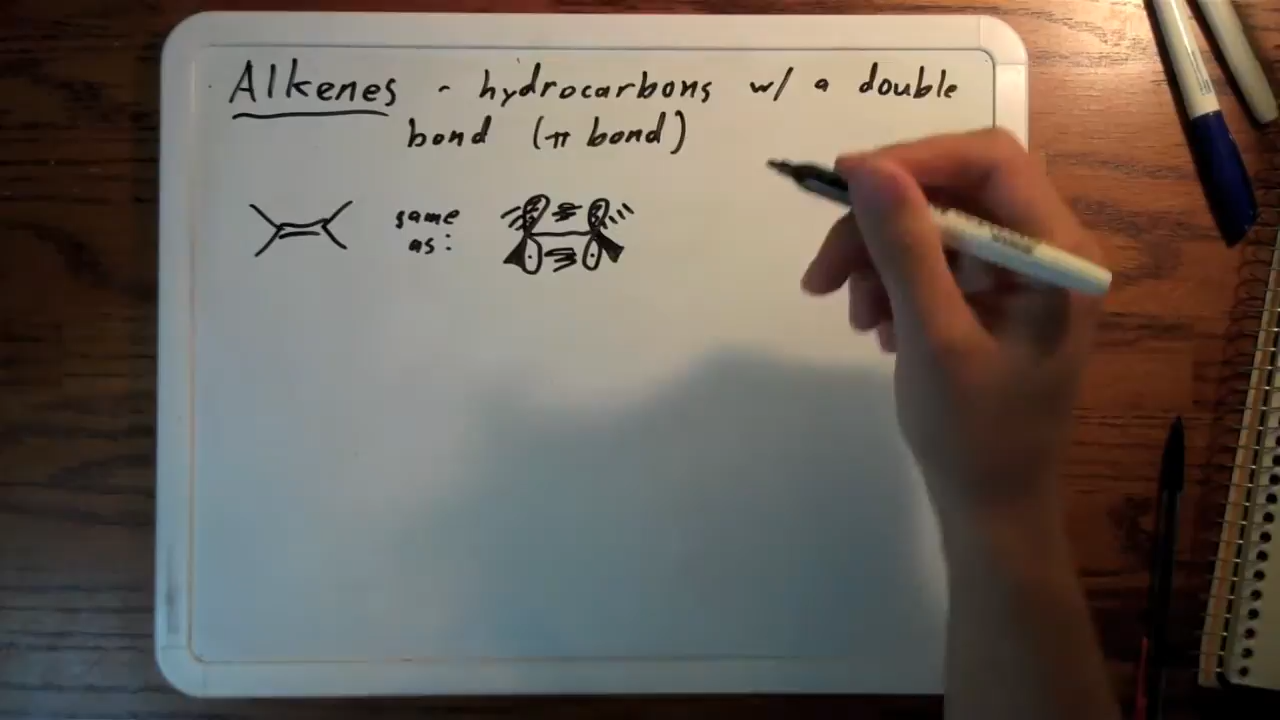 Alkenes - hydrocarbons w/ a double
bond (π bond)
same
as: